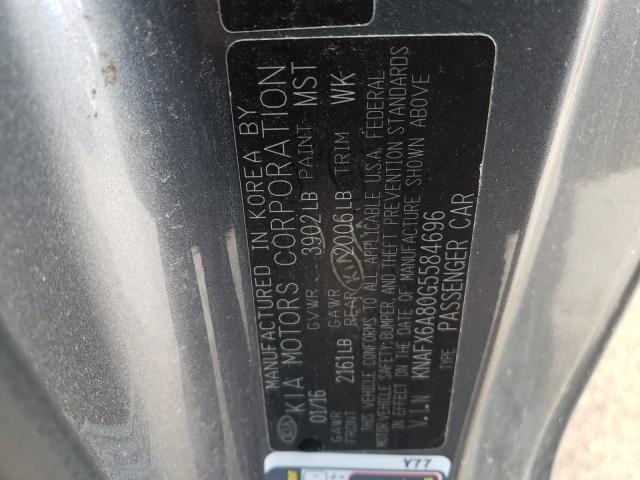 MANUFACTURED IN KOREA BY
KIA KIA MOTORS CORPORATION
01/16 GVWR 3902LB PAINT MST
GAWR FRONT 2161LB GAWR REAR 2006LB TRIM WK
THIS VEHICLE CONFORMS TO ALL APPLICABLE U.S.A. FEDERAL
MOTOR VEHICLE SAFETY, BUMPER, AND THEFT PREVENTION STANDARDS
IN EFFECT ON THE DATE OF MANUFACTURE SHOWN ABOVE
V.I.N KNAFX6A80G5584696
TYPE PASSENGER CAR
Y77